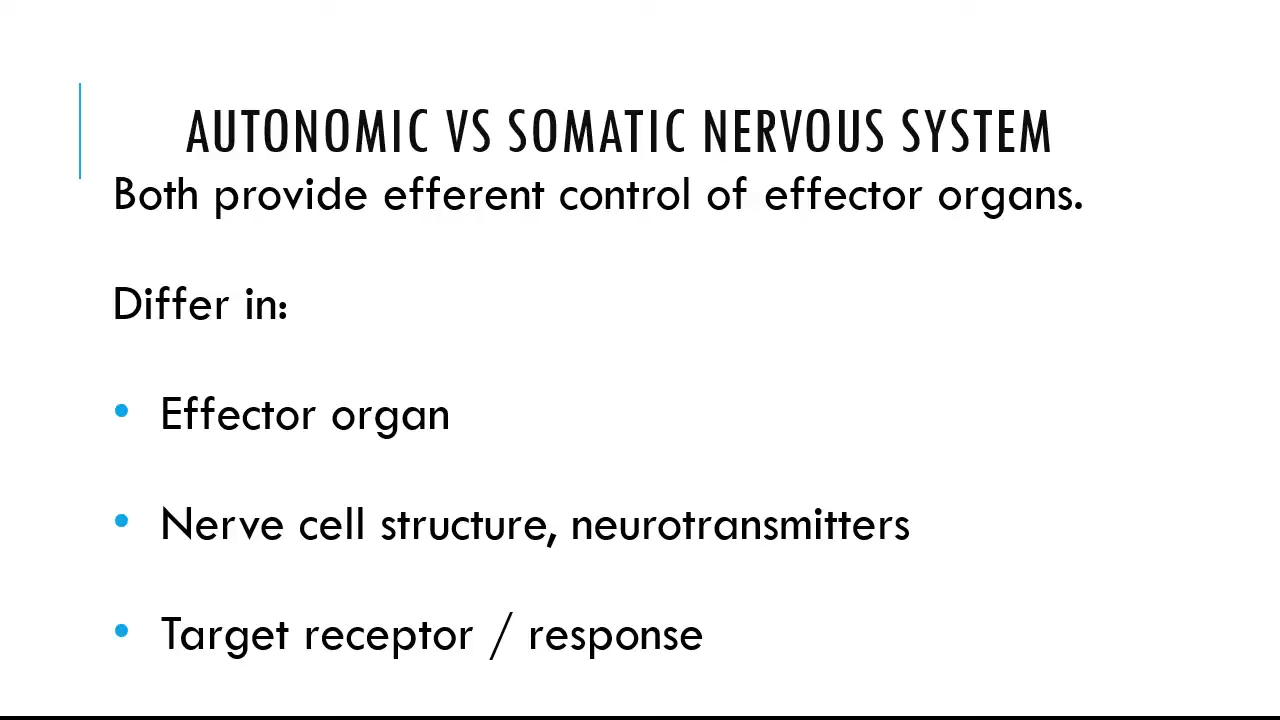 AUTONOMIC VS SOMATIC NERVOUS SYSTEM
Both provide efferent control of effector organs.
Differ in:
• Effector organ
• Nerve cell structure, neurotransmitters
• Target receptor / response